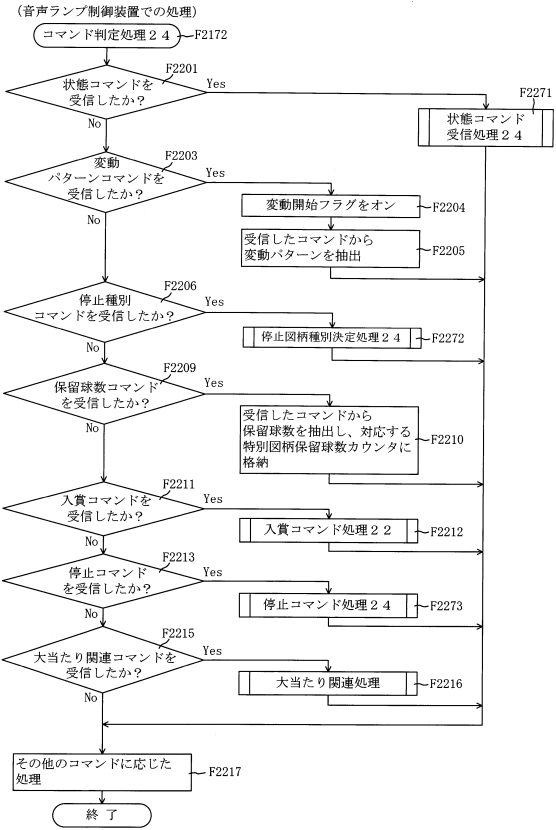 (音声ランプ制御装置での処理)
コマンド判定処理24
F2172
F2201
状態コマンドを
受信したか?
Yes
No
F2271
状態コマンド
受信処理24
F2203
変動
パターンコマンドを
受信したか?
Yes
No
変動開始フラグをオン
F2204
受信したコマンドから
変動パターンを抽出
F2205
F2206
停止種別
コマンドを受信したか?
Yes
No
停止図柄種別決定処理24
F2272
F2209
保留球数コマンド
を受信したか?
Yes
No
受信したコマンドから
保留球数を抽出し、対応する
特別図柄保留球数カウンタに
格納
F2210
F2211
入賞コマンドを
受信したか?
Yes
No
入賞コマンド処理22
F2212
F2213
停止コマンド
を受信したか?
Yes
No
停止コマンド処理24
F2273
F2215
大当たり関連コマンドを
受信したか?
Yes
No
大当たり関連処理
F2216
その他のコマンドに応じた
処理
F2217
終了